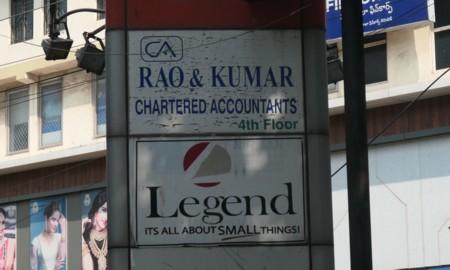 CA
RAO & KUMAR
CHARTERED ACCOUNTANTS
4th Floor
Legend
ITS ALL ABOUT SMALL THINGS!